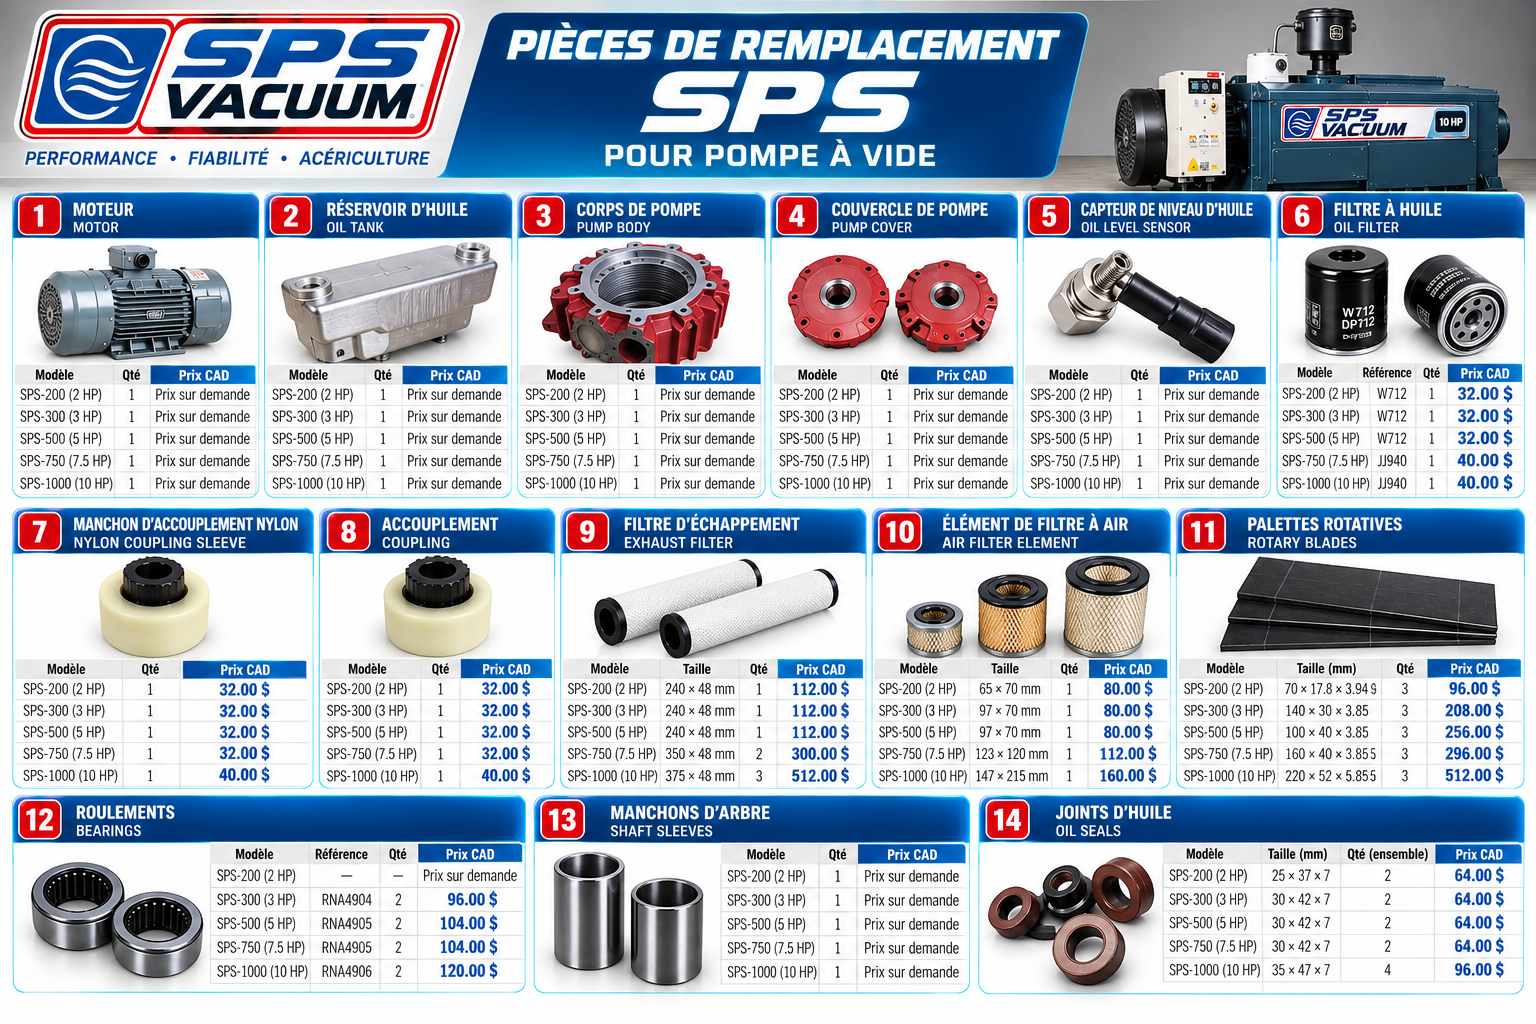 SPS
VACUUM
PERFORMANCE • FIABILITÉ • ACÉRICULTURE
PIÈCES DE REMPLACEMENT
SPS
POUR POMPE À VIDE
SPS
VACUUM
10 HP
1 MOTEUR
MOTOR
Modèle Qté Prix CAD
SPS-200 (2 HP) 1 Prix sur demande
SPS-300 (3 HP) 1 Prix sur demande
SPS-500 (5 HP) 1 Prix sur demande
SPS-750 (7.5 HP) 1 Prix sur demande
SPS-1000 (10 HP) 1 Prix sur demande
2 RÉSERVOIR D'HUILE
OIL TANK
Modèle Qté Prix CAD
SPS-200 (2 HP) 1 Prix sur demande
SPS-300 (3 HP) 1 Prix sur demande
SPS-500 (5 HP) 1 Prix sur demande
SPS-750 (7.5 HP) 1 Prix sur demande
SPS-1000 (10 HP) 1 Prix sur demande
3 CORPS DE POMPE
PUMP BODY
Modèle Qté Prix CAD
SPS-200 (2 HP) 1 Prix sur demande
SPS-300 (3 HP) 1 Prix sur demande
SPS-500 (5 HP) 1 Prix sur demande
SPS-750 (7.5 HP) 1 Prix sur demande
SPS-1000 (10 HP) 1 Prix sur demande
4 COUVERCLE DE POMPE
PUMP COVER
Modèle Qté Prix CAD
SPS-200 (2 HP) 1 Prix sur demande
SPS-300 (3 HP) 1 Prix sur demande
SPS-500 (5 HP) 1 Prix sur demande
SPS-750 (7.5 HP) 1 Prix sur demande
SPS-1000 (10 HP) 1 Prix sur demande
5 CAPTEUR DE NIVEAU D'HUILE
OIL LEVEL SENSOR
Modèle Qté Prix CAD
SPS-200 (2 HP) 1 Prix sur demande
SPS-300 (3 HP) 1 Prix sur demande
SPS-500 (5 HP) 1 Prix sur demande
SPS-750 (7.5 HP) 1 Prix sur demande
SPS-1000 (10 HP) 1 Prix sur demande
6 FILTRE À HUILE
OIL FILTER
W712
DP712
Modèle Référence Qté Prix CAD
SPS-200 (2 HP) W712 1 32.00 $
SPS-300 (3 HP) W712 1 32.00 $
SPS-500 (5 HP) W712 1 32.00 $
SPS-750 (7.5 HP) JJ940 1 40.00 $
SPS-1000 (10 HP) JJ940 1 40.00 $
7 MANCHON D'ACCOUPLEMENT NYLON
NYLON COUPLING SLEEVE
Modèle Qté Prix CAD
SPS-200 (2 HP) 1 32.00 $
SPS-300 (3 HP) 1 32.00 $
SPS-500 (5 HP) 1 32.00 $
SPS-750 (7.5 HP) 1 32.00 $
SPS-1000 (10 HP) 1 40.00 $
8 ACCOUPLEMENT
COUPLING
Modèle Qté Prix CAD
SPS-200 (2 HP) 1 32.00 $
SPS-300 (3 HP) 1 32.00 $
SPS-500 (5 HP) 1 32.00 $
SPS-750 (7.5 HP) 1 32.00 $
SPS-1000 (10 HP) 1 40.00 $
9 FILTRE D'ÉCHAPPEMENT
EXHAUST FILTER
Modèle Taille Qté Prix CAD
SPS-200 (2 HP) 240 × 48 mm 1 112.00 $
SPS-300 (3 HP) 240 × 48 mm 1 112.00 $
SPS-500 (5 HP) 240 × 48 mm 1 112.00 $
SPS-750 (7.5 HP) 350 × 48 mm 2 300.00 $
SPS-1000 (10 HP) 375 × 48 mm 3 512.00 $
10 ÉLÉMENT DE FILTRE À AIR
AIR FILTER ELEMENT
Modèle Taille Qté Prix CAD
SPS-200 (2 HP) 65 × 70 mm 1 80.00 $
SPS-300 (3 HP) 97 × 70 mm 1 80.00 $
SPS-500 (5 HP) 97 × 70 mm 1 80.00 $
SPS-750 (7.5 HP) 123 × 120 mm 1 112.00 $
SPS-1000 (10 HP) 147 × 215 mm 1 160.00 $
11 PALETTES ROTATIVES
ROTARY BLADES
Modèle Taille (mm) Qté Prix CAD
SPS-200 (2 HP) 70 × 17.8 × 3.949 3 96.00 $
SPS-300 (3 HP) 140 × 30 × 3.85 3 208.00 $
SPS-500 (5 HP) 100 × 40 × 3.85 3 256.00 $
SPS-750 (7.5 HP) 160 × 40 × 3.855 3 296.00 $
SPS-1000 (10 HP) 220 × 52 × 5.855 3 512.00 $
12 ROULEMENTS
BEARINGS
Modèle Référence Qté Prix CAD
SPS-200 (2 HP) — — Prix sur demande
SPS-300 (3 HP) RNA4904 2 96.00 $
SPS-500 (5 HP) RNA4905 2 104.00 $
SPS-750 (7.5 HP) RNA4905 2 104.00 $
SPS-1000 (10 HP) RNA4906 2 120.00 $
13 MANCHONS D'ARBRE
SHAFT SLEEVES
Modèle Qté Prix CAD
SPS-200 (2 HP) 1 Prix sur demande
SPS-300 (3 HP) 1 Prix sur demande
SPS-500 (5 HP) 1 Prix sur demande
SPS-750 (7.5 HP) 1 Prix sur demande
SPS-1000 (10 HP) 1 Prix sur demande
14 JOINTS D'HUILE
OIL SEALS
Modèle Taille (mm) Qté (ensemble) Prix CAD
SPS-200 (2 HP) 25 × 37 × 7 2 64.00 $
SPS-300 (3 HP) 30 × 42 × 7 2 64.00 $
SPS-500 (5 HP) 30 × 42 × 7 2 64.00 $
SPS-750 (7.5 HP) 30 × 42 × 7 2 64.00 $
SPS-1000 (10 HP) 35 × 47 × 7 4 96.00 $